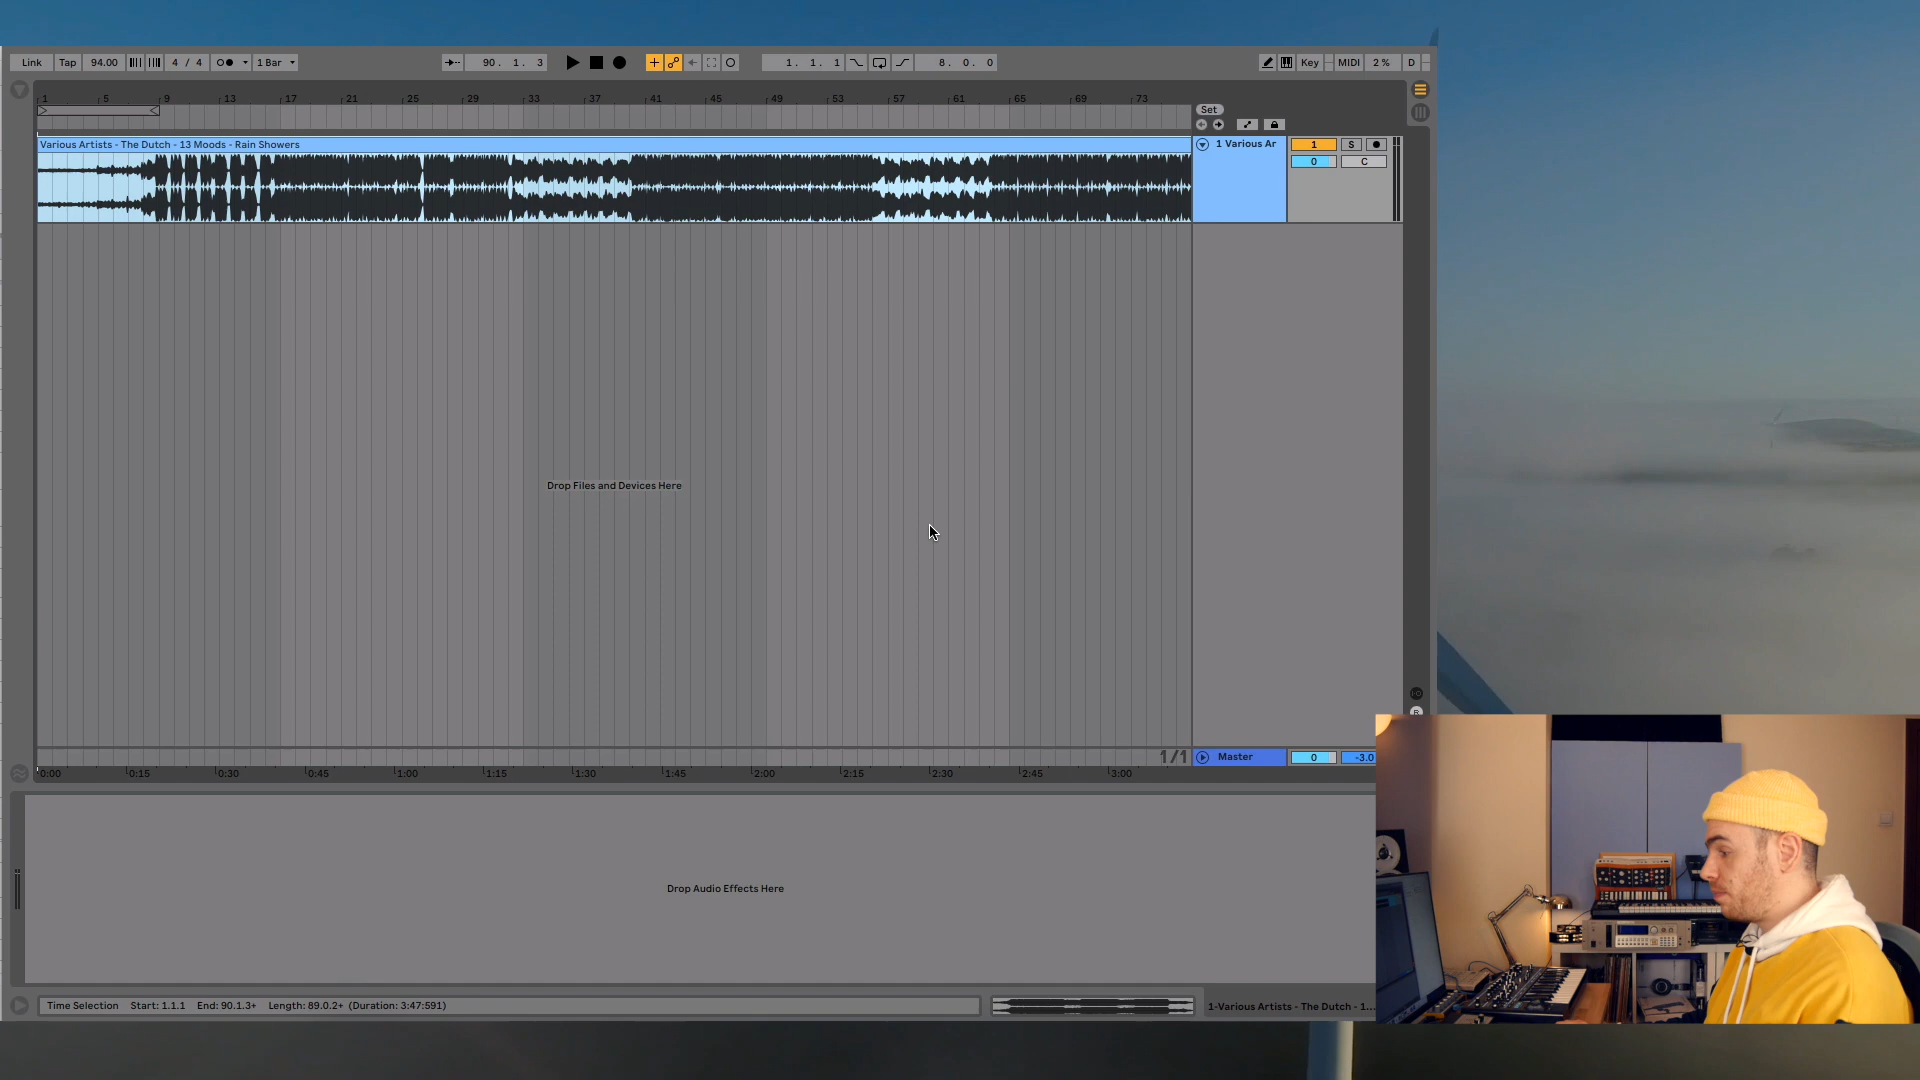 Link Tap 94.00 4 / 4 1 Bar 90. 1. 3 1. 1. 1 8. 0. 0 Key MIDI 2 % D
1 5 9 13 17 21 25 29 33 37 41 45 49 53 57 61 65 69 73
Set
Various Artists - The Dutch - 13 Moods - Rain Showers 1 Various Ar 1 S
0 C
Drop Files and Devices Here
R
1/1 Master 0 -3.0
0:00 0:15 0:30 0:45 1:00 1:15 1:30 1:45 2:00 2:15 2:30 2:45 3:00
Drop Audio Effects Here
Time Selection Start: 1.1.1 End: 90.1.3+ Length: 89.0.2+ (Duration: 3:47:591) 1-Various Artists - The Dutch - 1...